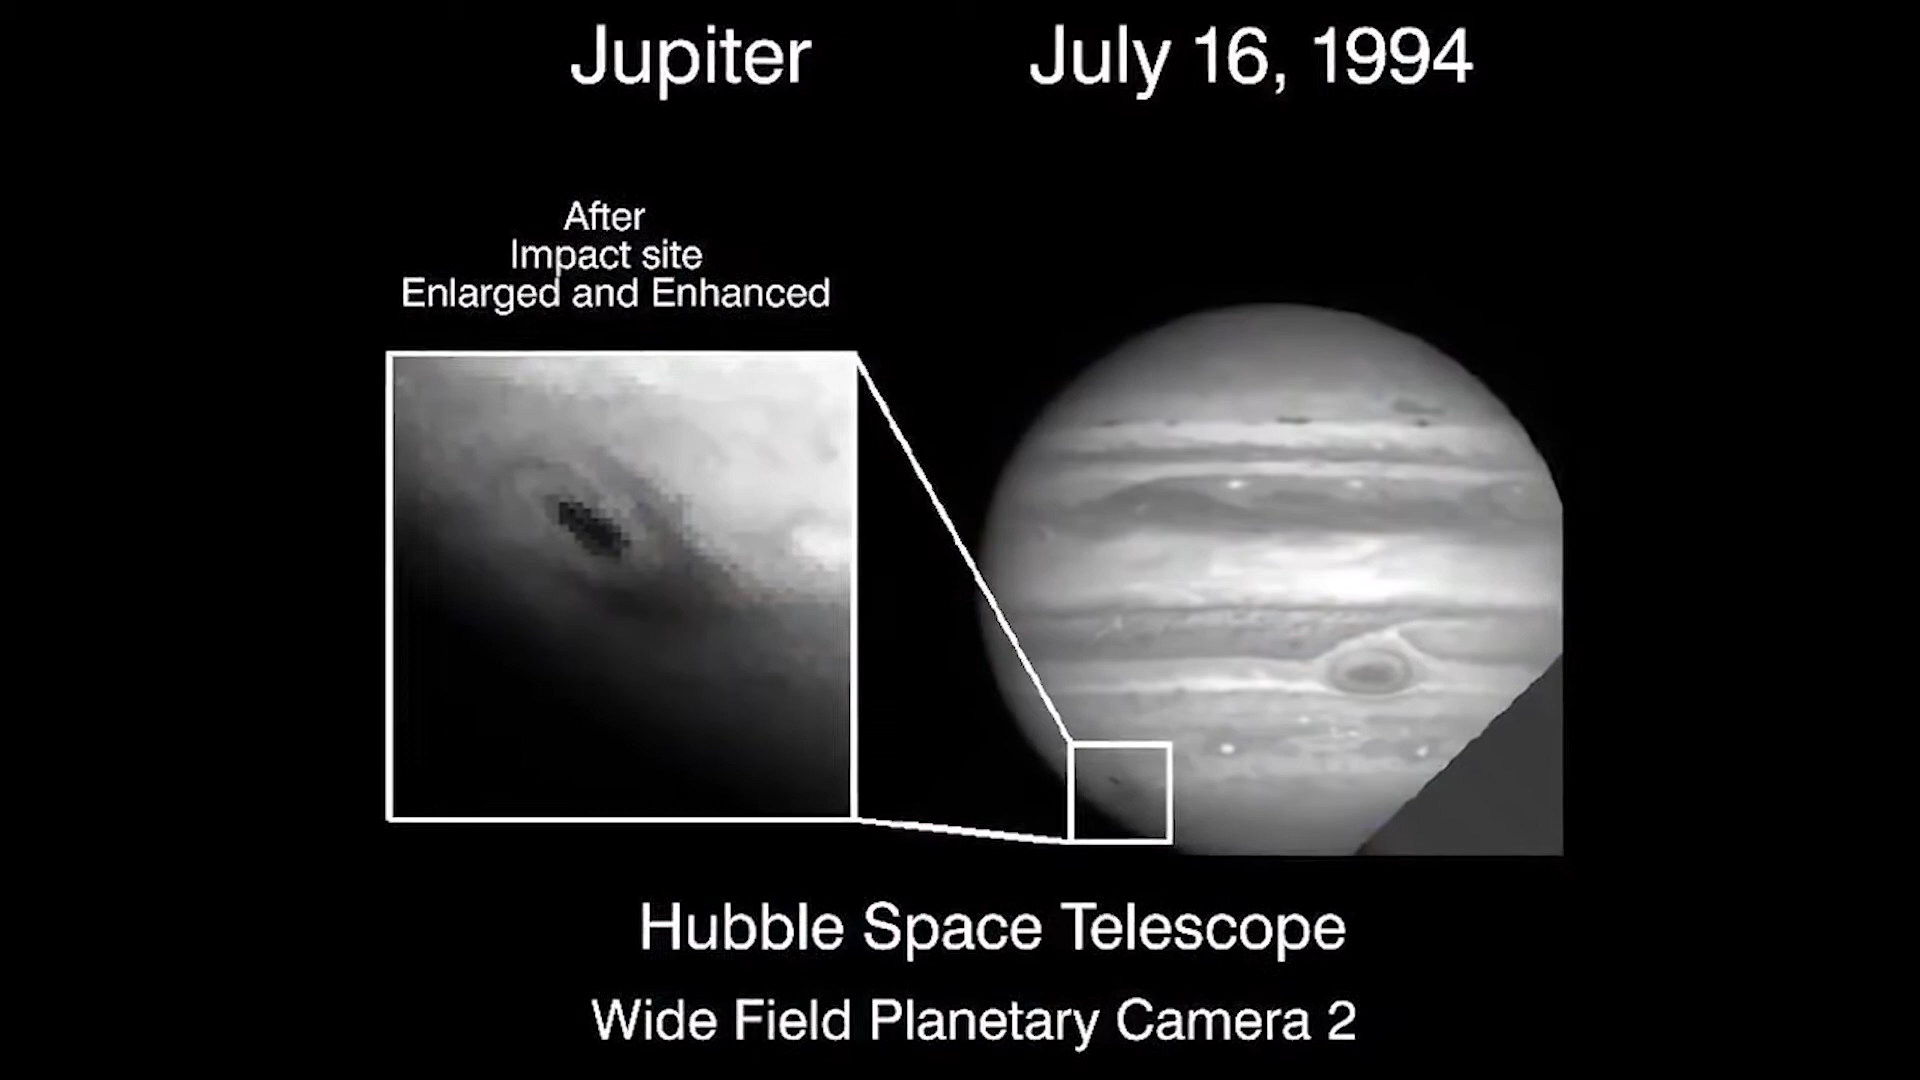 Jupiter July 16, 1994
After
Impact site
Enlarged and Enhanced
Hubble Space Telescope
Wide Field Planetary Camera 2